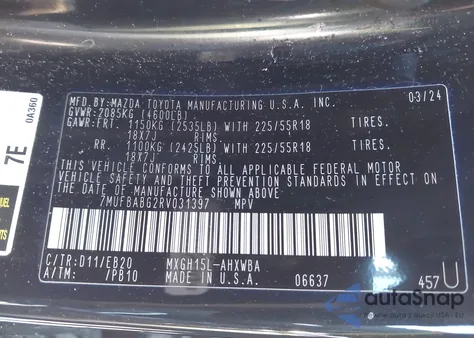 MFD.BY:MAZDA TOYOTA MANUFACTURING U.S.A. INC. 03/24
GVWR:2085KG (4600LB)
GAWR:FRT. 1150KG (2535LB) WITH 225/55R18 TIRES.
18X7J RIMS.
RR. 1100KG (2425LB) WITH 225/55R18 TIRES.
18X7J RIMS.
THIS VEHICLE CONFORMS TO ALL APPLICABLE FEDERAL MOTOR
VEHICLE SAFETY AND THEFT PREVENTION STANDARDS IN EFFECT ON
THE DATE OF MANUFACTURE SHOWN ABOVE.
7MUFBABG2RV031397 MPV
C/TR:D11/EB20 MXGH15L-AHXWBA
A/TM: /PB10 MADE IN U.S.A. 06637 457U
7E
0A360
autoSnap